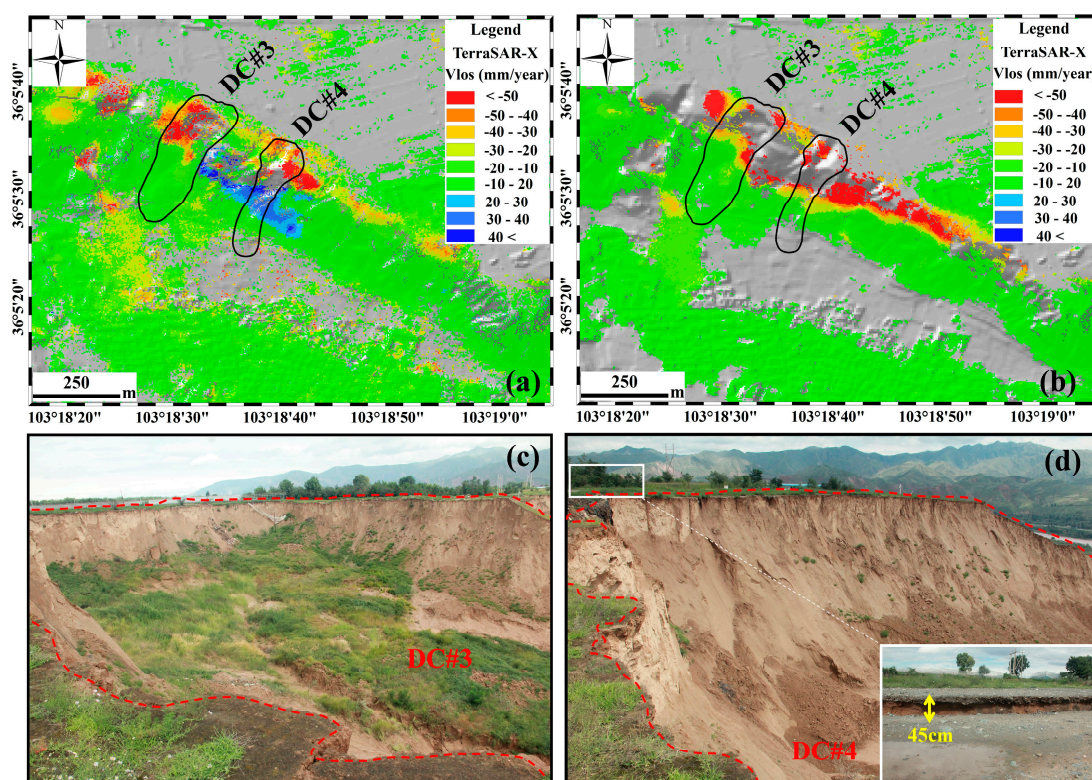 N
Legend
TerraSAR-X
Vlos (mm/year)
< -50
-50 - -40
-40 - -30
-30 - -20
-20 - -10
-10 - 20
20 - 30
30 - 40
40 <
DC#3
DC#4
36°5'40"
36°5'30"
36°5'20"
250
m
(a)
103°18'20" 103°18'30" 103°18'40" 103°18'50" 103°19'0"
N
Legend
TerraSAR-X
Vlos (mm/year)
< -50
-50 - -40
-40 - -30
-30 - -20
-20 - -10
-10 - 20
20 - 30
30 - 40
40 <
DC#3
DC#4
36°5'40"
36°5'30"
36°5'20"
250
m
(b)
103°18'20" 103°18'30" 103°18'40" 103°18'50" 103°19'0"
(c)
DC#3
(d)
DC#4
45cm